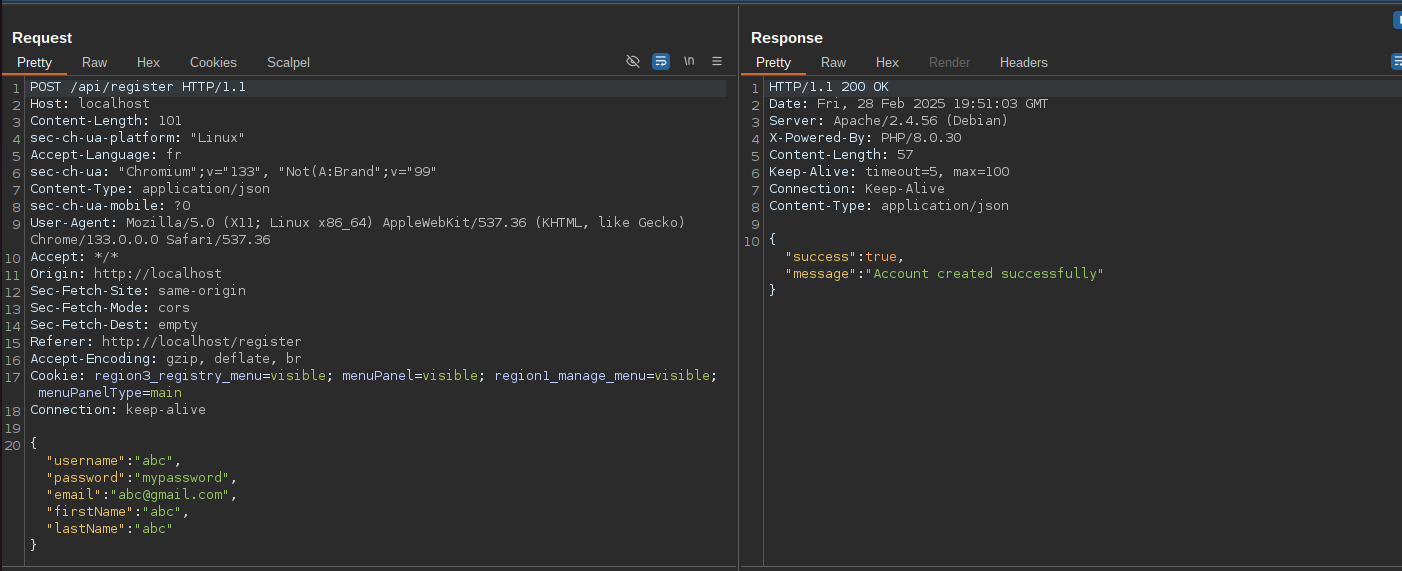 Request
Pretty Raw Hex Cookies Scalpel \n
1 POST /api/register HTTP/1.1
2 Host: localhost
3 Content-Length: 101
4 sec-ch-ua-platform: "Linux"
5 Accept-Language: fr
6 sec-ch-ua: "Chromium";v="133", "Not(A:Brand";v="99"
7 Content-Type: application/json
8 sec-ch-ua-mobile: ?0
9 User-Agent: Mozilla/5.0 (X11; Linux x86_64) AppleWebKit/537.36 (KHTML, like Gecko)
Chrome/133.0.0.0 Safari/537.36
10 Accept: */*
11 Origin: http://localhost
12 Sec-Fetch-Site: same-origin
13 Sec-Fetch-Mode: cors
14 Sec-Fetch-Dest: empty
15 Referer: http://localhost/register
16 Accept-Encoding: gzip, deflate, br
17 Cookie: region3_registry_menu=visible; menuPanel=visible; region1_manage_menu=visible;
menuPanelType=main
18 Connection: keep-alive
19
20 {
"username":"abc",
"password":"mypassword",
"email":"abc@gmail.com",
"firstName":"abc",
"lastName":"abc"
}
Response
Pretty Raw Hex Render Headers
1 HTTP/1.1 200 OK
2 Date: Fri, 28 Feb 2025 19:51:03 GMT
3 Server: Apache/2.4.56 (Debian)
4 X-Powered-By: PHP/8.0.30
5 Content-Length: 57
6 Keep-Alive: timeout=5, max=100
7 Connection: Keep-Alive
8 Content-Type: application/json
9
10 {
"success":true,
"message":"Account created successfully"
}